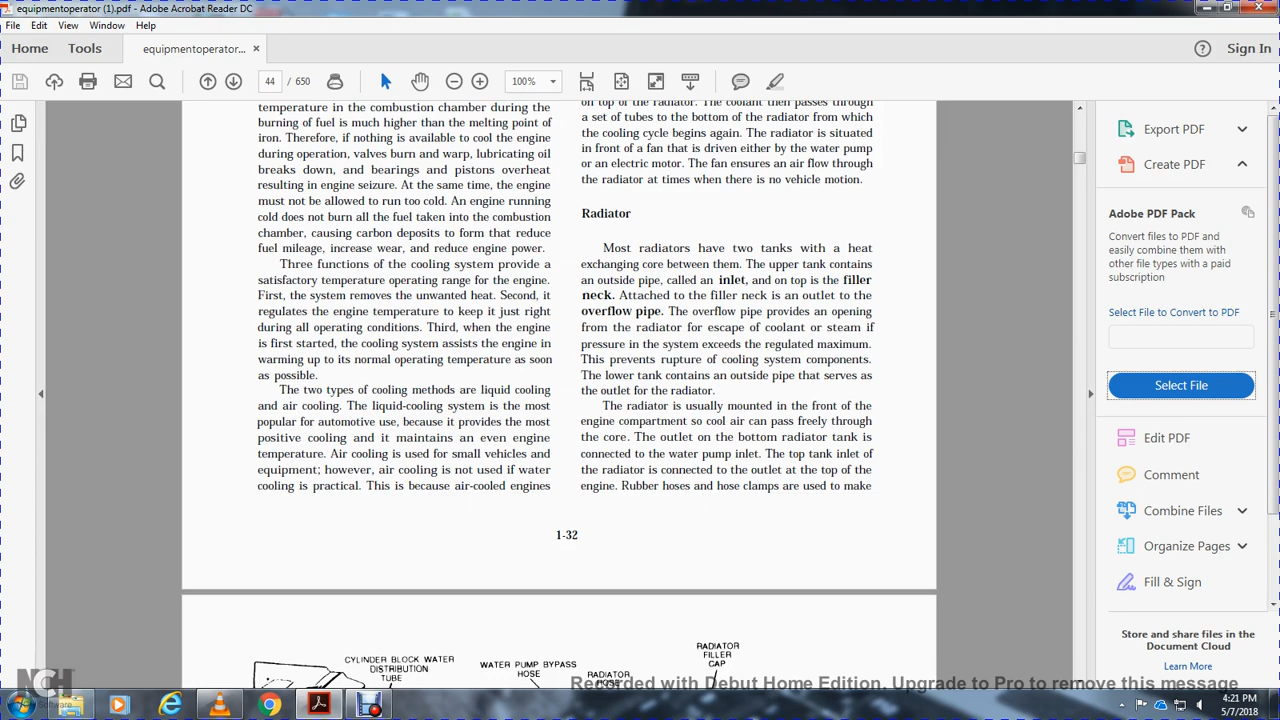 equipmentoperator (1).pdf - Adobe Acrobat Reader DC
File Edit View Window Help
Home Tools equipmentoperator... × Sign In
44 / 650 100%
temperature in the combustion chamber during the
burning of fuel is much higher than the melting point of
iron. Therefore, if nothing is available to cool the engine
during operation, valves burn and warp, lubricating oil
breaks down, and bearings and pistons overheat
resulting in engine seizure. At the same time, the engine
must not be allowed to run too cold. An engine running
cold does not burn all the fuel taken into the combustion
chamber, causing carbon deposits to form that reduce
fuel mileage, increase wear, and reduce engine power.
Three functions of the cooling system provide a
satisfactory temperature operating range for the engine.
First, the system removes the unwanted heat. Second, it
regulates the engine temperature to keep it just right
during all operating conditions. Third, when the engine
is first started, the cooling system assists the engine in
warming up to its normal operating temperature as soon
as possible.
The two types of cooling methods are liquid cooling
and air cooling. The liquid-cooling system is the most
popular for automotive use, because it provides the most
positive cooling and it maintains an even engine
temperature. Air cooling is used for small vehicles and
equipment; however, air cooling is not used if water
cooling is practical. This is because air-cooled engines
on top of the radiator. The coolant then passes through
a set of tubes to the bottom of the radiator from which
the cooling cycle begins again. The radiator is situated
in front of a fan that is driven either by the water pump
or an electric motor. The fan ensures an air flow through
the radiator at times when there is no vehicle motion.
Radiator
Most radiators have two tanks with a heat
exchanging core between them. The upper tank contains
an outside pipe, called an inlet, and on top is the filler
neck. Attached to the filler neck is an outlet to the
overflow pipe. The overflow pipe provides an opening
from the radiator for escape of coolant or steam if
pressure in the system exceeds the regulated maximum.
This prevents rupture of cooling system components.
The lower tank contains an outside pipe that serves as
the outlet for the radiator.
The radiator is usually mounted in the front of the
engine compartment so cool air can pass freely through
the core. The outlet on the bottom radiator tank is
connected to the water pump inlet. The top tank inlet of
the radiator is connected to the outlet at the top of the
engine. Rubber hoses and hose clamps are used to make
1-32
CYLINDER BLOCK WATER
DISTRIBUTION
TUBE
WATER PUMP BYPASS
HOSE
RADIATOR
HOSE
RADIATOR
FILLER
CAP
Export PDF
Create PDF
Adobe PDF Pack
Convert files to PDF and
easily combine them with
other file types with a paid
subscription
Select File to Convert to PDF
Select File
Edit PDF
Comment
Combine Files
Organize Pages
Fill & Sign
Store and share files in the
Document Cloud
Learn More
NCH
Software
Recorded with Debut Home Edition. Upgrade to Pro to remove this message
4:21 PM
5/7/2018